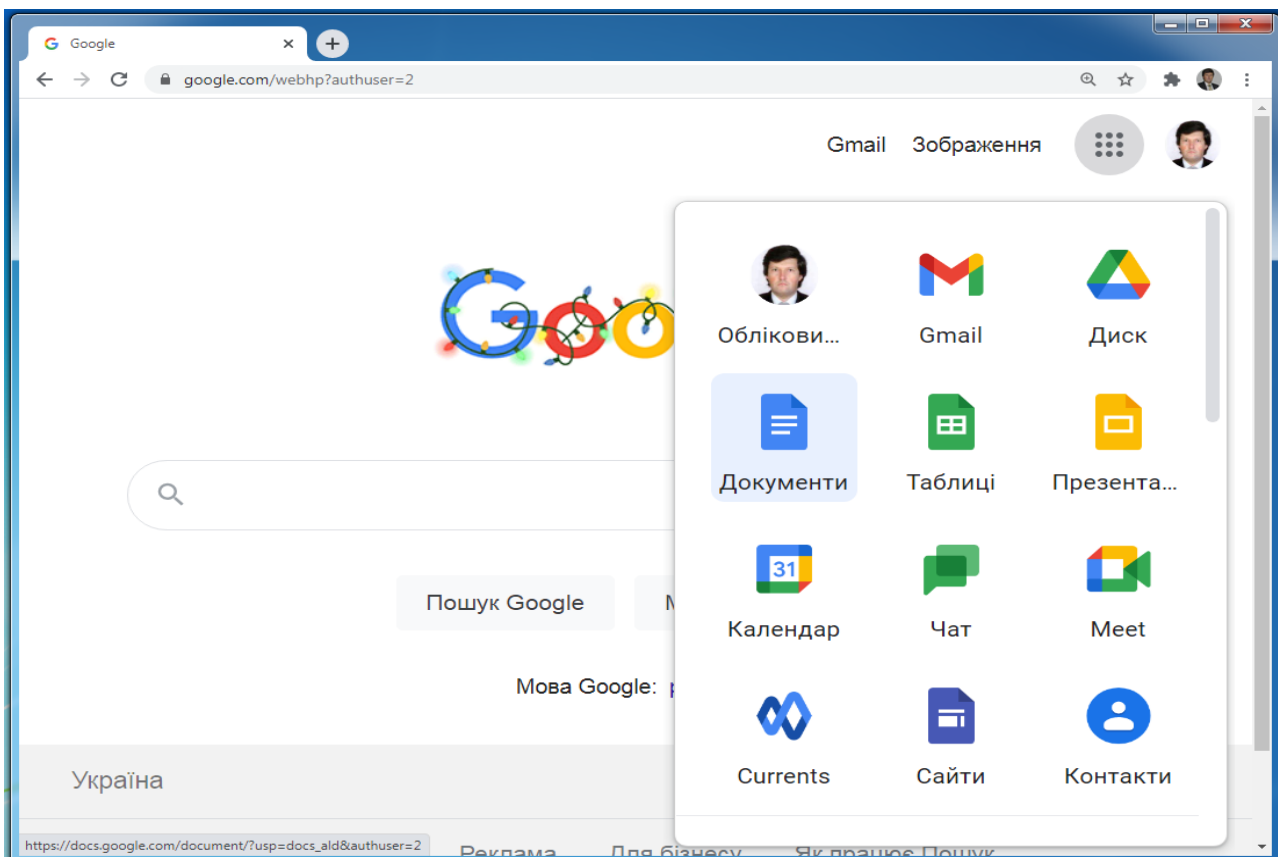 Google
google.com/webhp?authuser=2
Gmail Зображення
Goo
Облікови... Gmail Диск
Документи Таблиці Презента...
31
Календар Чат Meet
Пошук Google
Мова Google:
Currents Сайти Контакти
Україна
https://docs.google.com/document/?usp=docs_ald&authuser=2
Реклама Для бізнесу Як працює Пошук